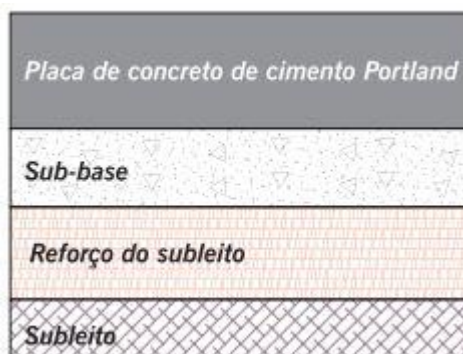 Placa de concreto de cimento Portland
Sub-base
Reforço do subleito
Subleito